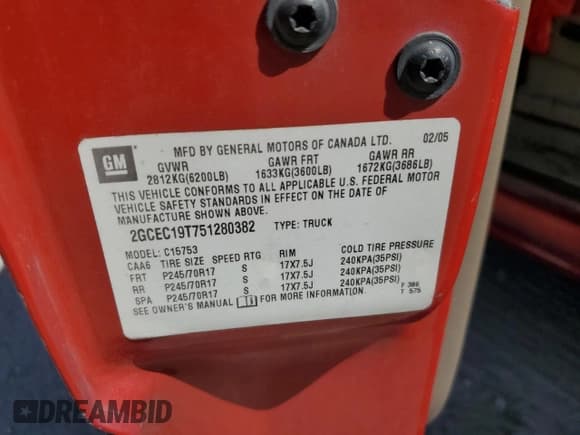 GM
MFD BY GENERAL MOTORS OF CANADA LTD. 02/05
GVWR GAWR FRT GAWR RR
2812KG(6200LB) 1633KG(3600LB) 1672KG(3686LB)
THIS VEHICLE CONFORMS TO ALL APPLICABLE U.S. FEDERAL MOTOR
VEHICLE SAFETY STANDARDS IN EFFECT ON THE DATE OF
MANUFACTURE SHOWN ABOVE.
2GCEC19T751280382 TYPE: TRUCK
MODEL: C15753
CAA6 TIRE SIZE SPEED RTG RIM COLD TIRE PRESSURE
FRT P245/70R17 S 17X7.5J 240KPA(35PSI)
RR P245/70R17 S 17X7.5J 240KPA(35PSI)
SPA P245/70R17 S 17X7.5J 240KPA(35PSI)
SEE OWNER'S MANUAL FOR MORE INFORMATION. F 386
T 575
DREAMBID